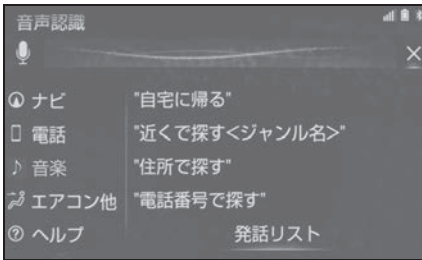 音声認識
ナビ
"自宅に帰る"
電話
"近くで探す<ジャンル名>"
音楽
"住所で探す"
エアコン他
"電話番号で探す"
ヘルプ
発話リスト